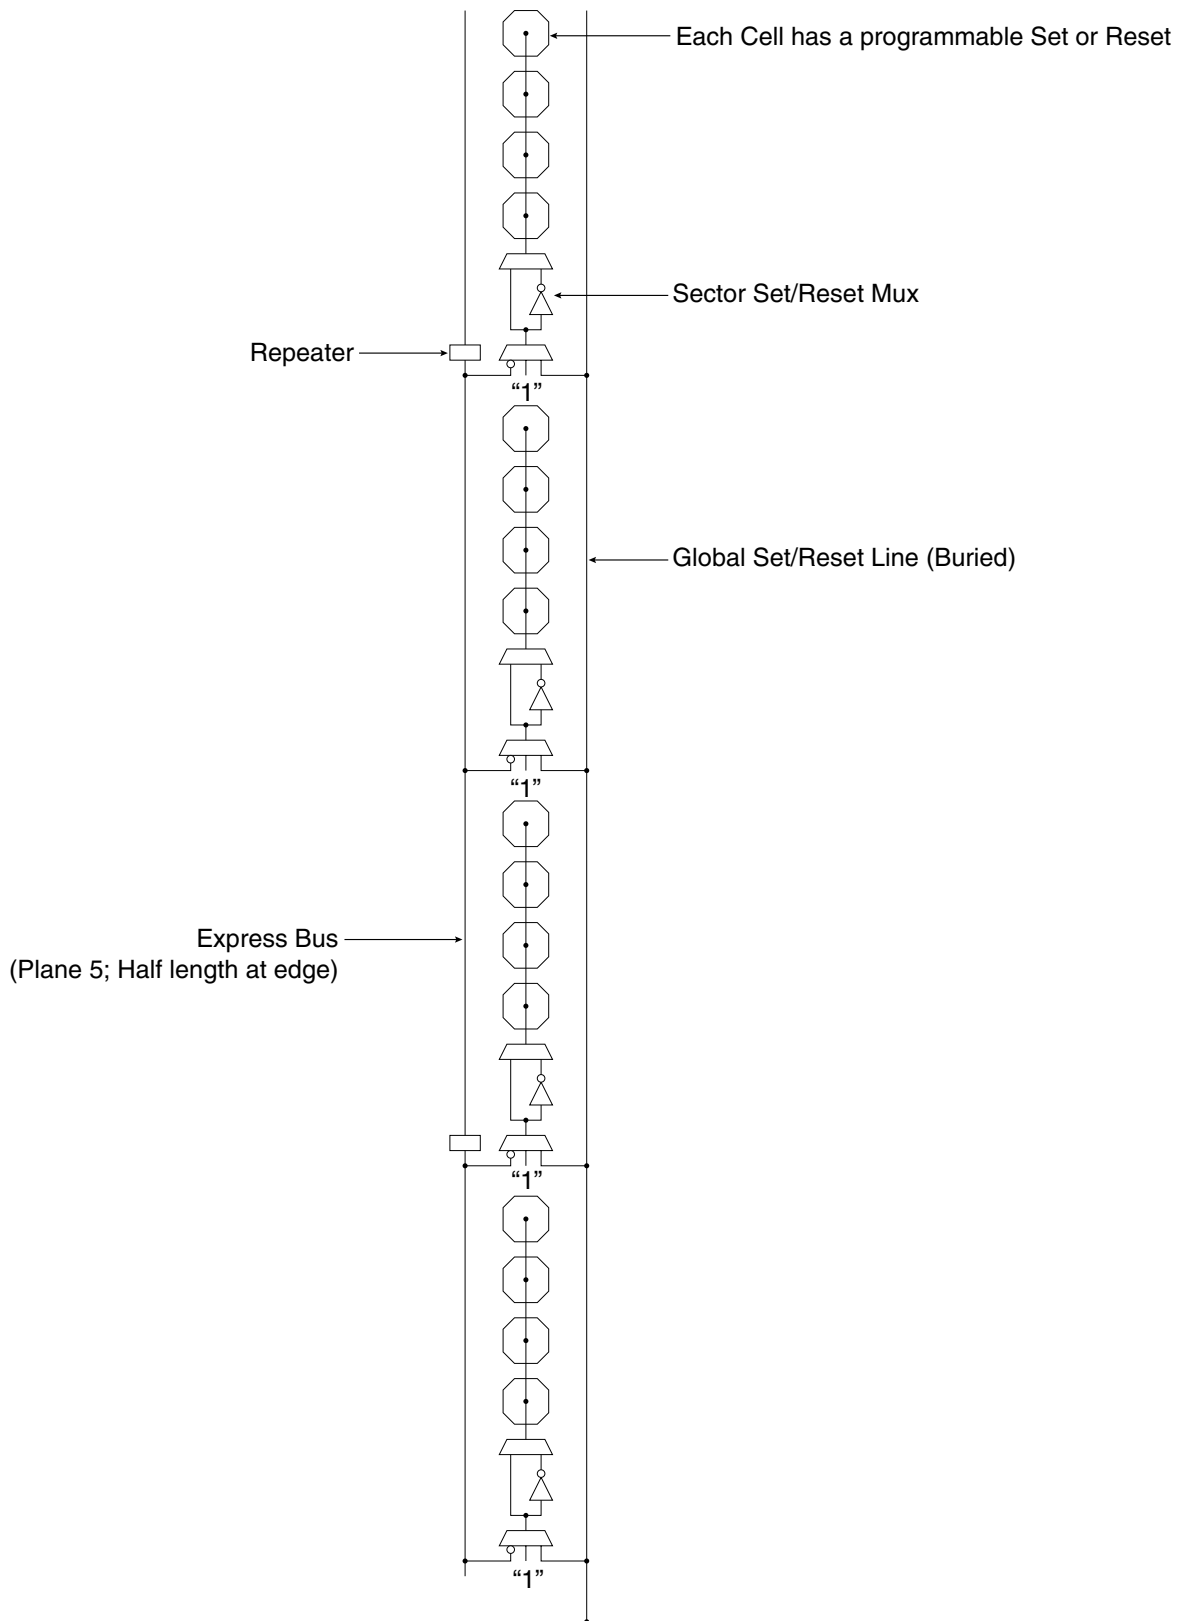 Each Cell has a programmable Set or Reset
Sector Set/Reset Mux
Repeater
“1”
Global Set/Reset Line (Buried)
“1”
Express Bus
(Plane 5; Half length at edge)
“1”
“1”